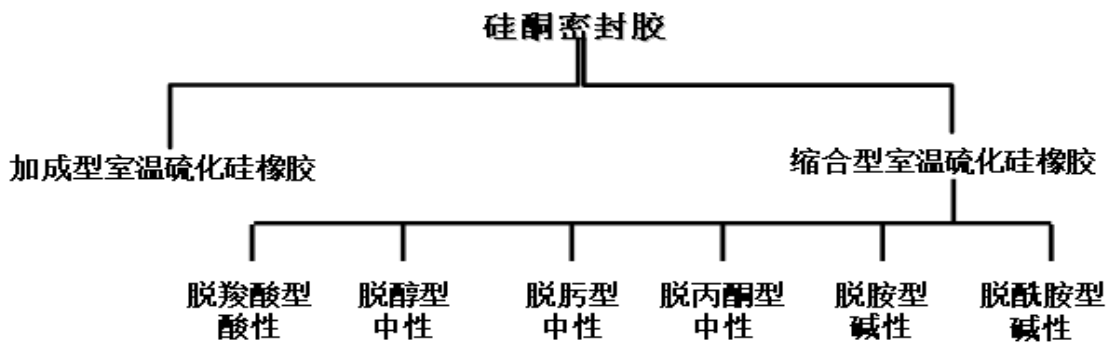 硅酮密封胶
加成型室温硫化硅橡胶
缩合型室温硫化硅橡胶
脱羧酸型
酸性
脱醇型
中性
脱肟型
中性
脱丙酮型
中性
脱胺型
碱性
脱酰胺型
碱性